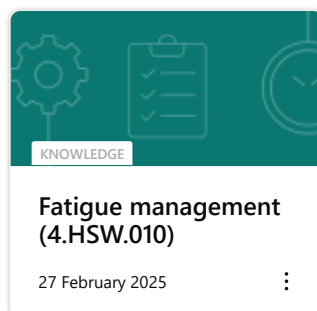 KNOWLEDGE
Fatigue management
(4.HSW.010)
27 February 2025